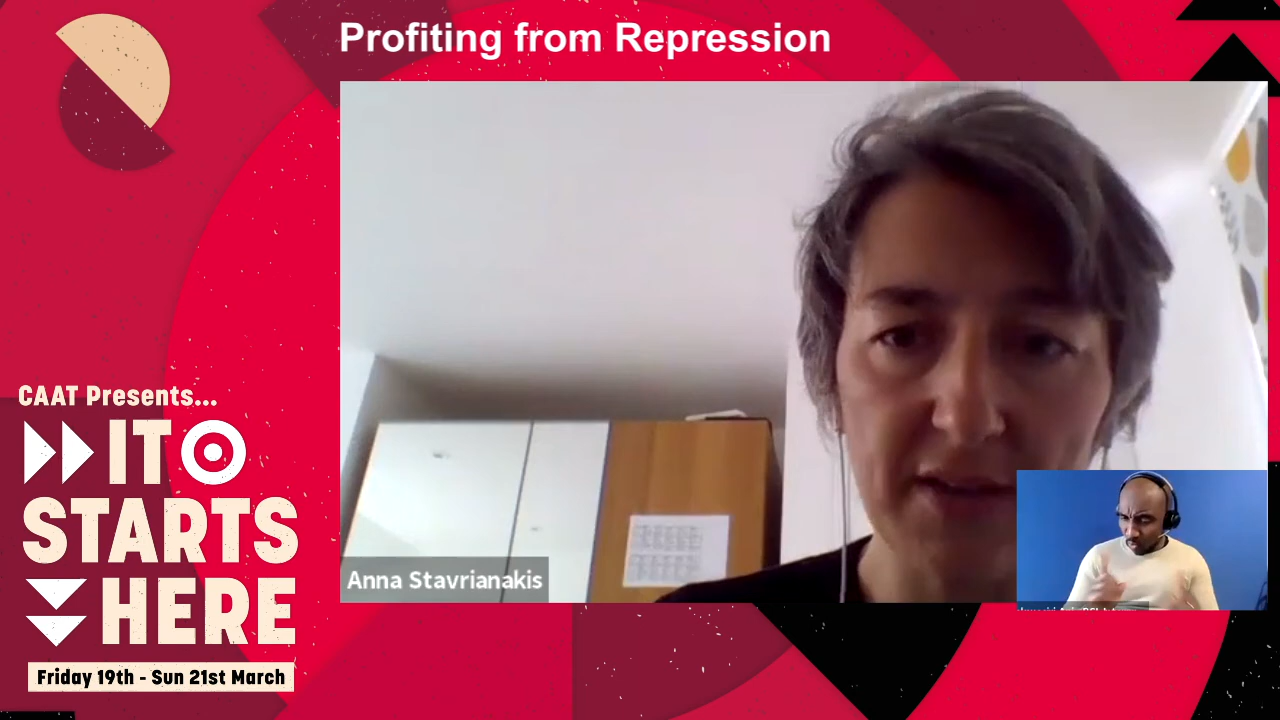 Profiting from Repression
Anna Stavrianakis
CAAT Presents...
IT
STARTS
HERE
Friday 19th - Sun 21st March